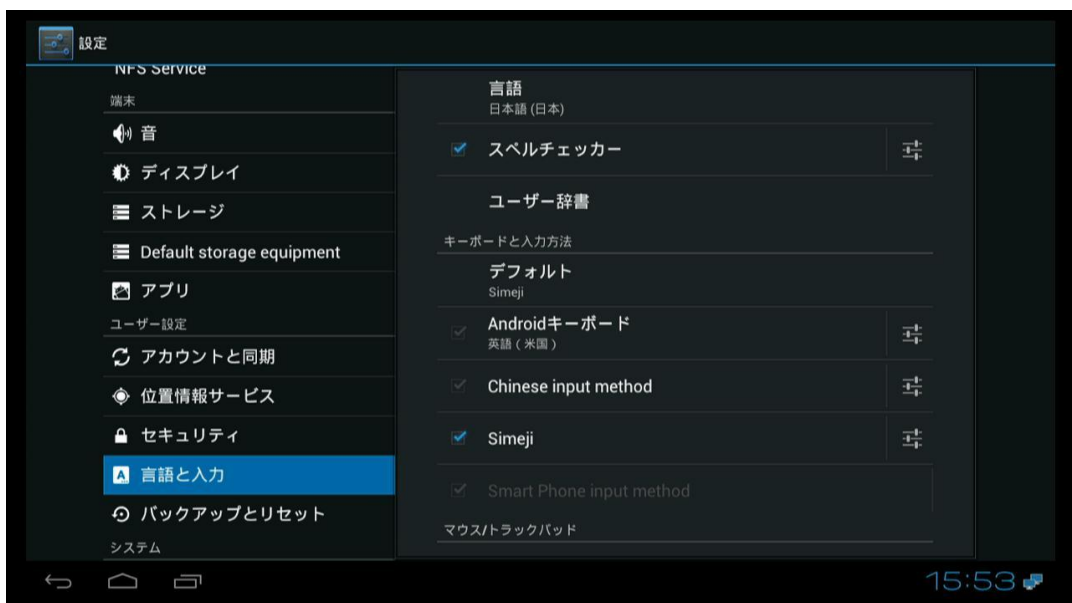 設定
NFS Service
端末
音
ディスプレイ
ストレージ
Default storage equipment
アプリ
ユーザー設定
アカウントと同期
位置情報サービス
セキュリティ
言語と入力
バックアップとリセット
システム
言語
日本語 (日本)
スペルチェッカー
ユーザー辞書
キーボードと入力方法
デフォルト
Simeji
Androidキーボード
英語 ( 米国 )
Chinese input method
Simeji
Smart Phone input method
マウス/トラックパッド
15:53